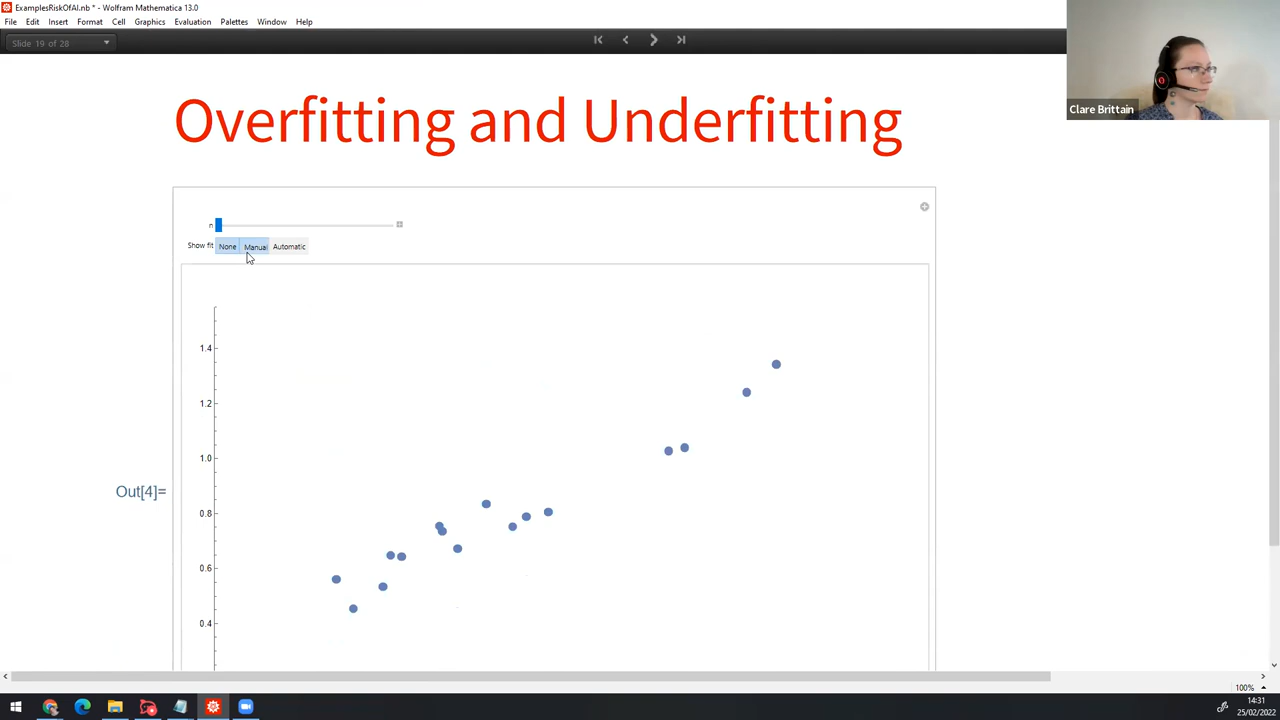 ExamplesRiskOfAI.nb * - Wolfram Mathematica 13.0
File Edit Insert Format Cell Graphics Evaluation Palettes Window Help
Slide 19 of 28
Clare Brittain
Overfitting and Underfitting
n
Show fit None Manual Automatic
1.4
1.2
1.0
Out[4]=
0.8
0.6
0.4
100%
14:31
25/02/2022